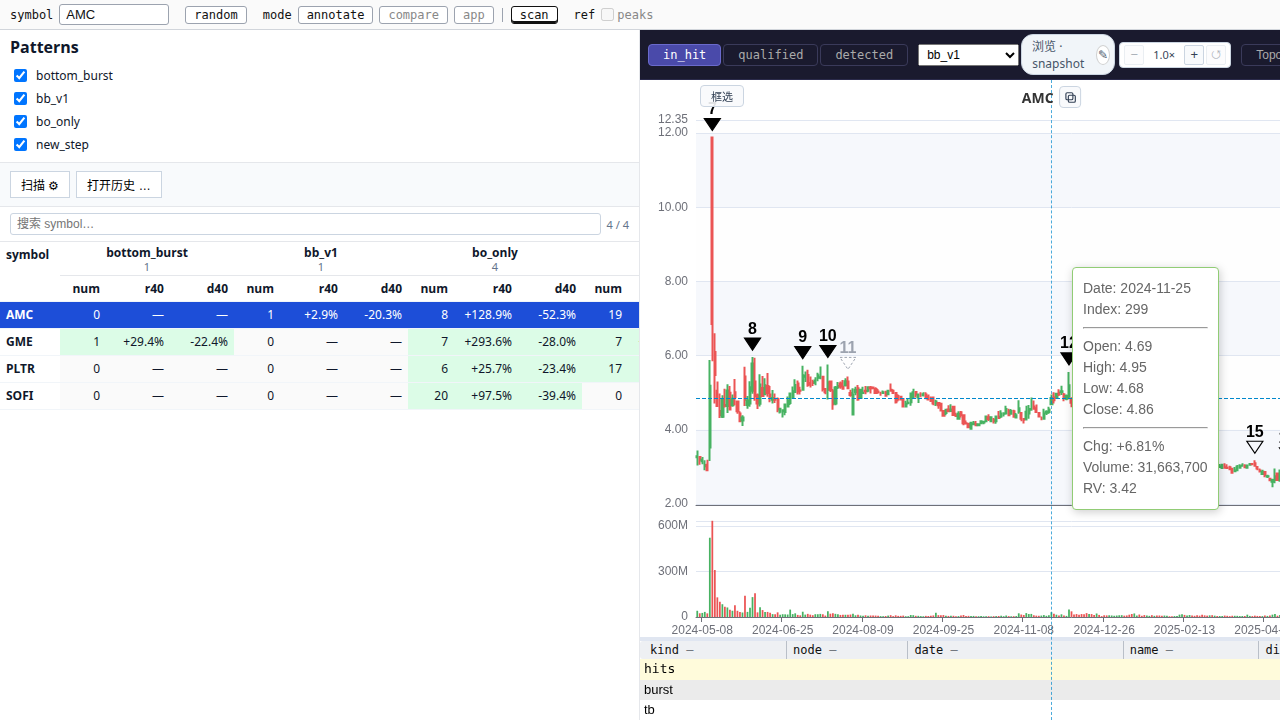 symbol AMC random mode annotate compare app scan ref peaks
Patterns
bottom_burst
bb_v1
bo_only
new_step
扫描 ⚙ 打开历史 …
搜索 symbol… 4 / 4
symbol bottom_burst bb_v1 bo_only
1 1 4
num r40 d40 num r40 d40 num r40 d40 num
AMC 0 — — 1 +2.9% -20.3% 8 +128.9% -52.3% 19
GME 1 +29.4% -22.4% 0 — — 7 +293.6% -28.0% 7
PLTR 0 — — 0 — — 6 +25.7% -23.4% 17
SOFI 0 — — 0 — — 20 +97.5% -39.4% 0
in_hit qualified detected bb_v1 浏览 · snapshot ✎ − 1.0× + ↺ Topo
框选 AMC
12.35
12.00
10.00
8.00
6.00
4.00
2.00
7
8 9 10 11 12
15
Date: 2024-11-25
Index: 299
Open: 4.69
High: 4.95
Low: 4.68
Close: 4.86
Chg: +6.81%
Volume: 31,663,700
RV: 3.42
600M
300M
0
2024-05-08 2024-06-25 2024-08-09 2024-09-25 2024-11-08 2024-12-26 2025-02-13 2025-04-
kind — node — date — name — di
hits
burst
tb